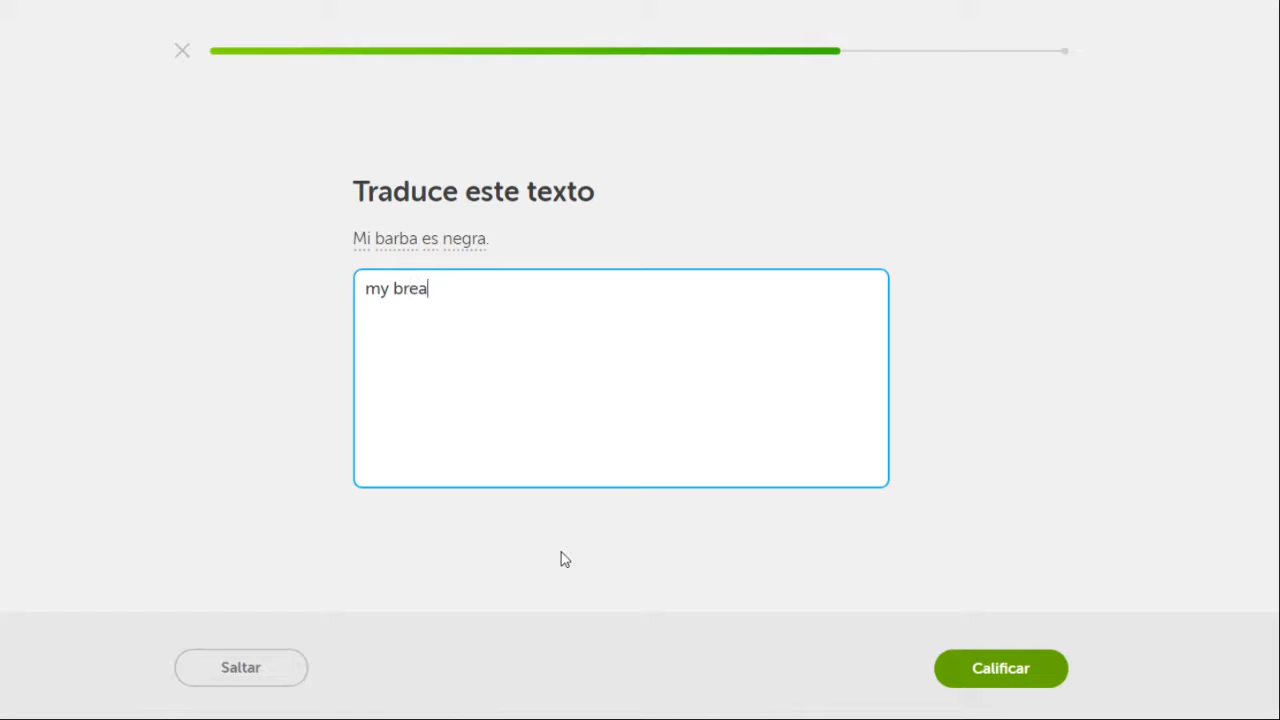 Traduce este texto
Mi barba es negra.
my brea
Saltar
Calificar